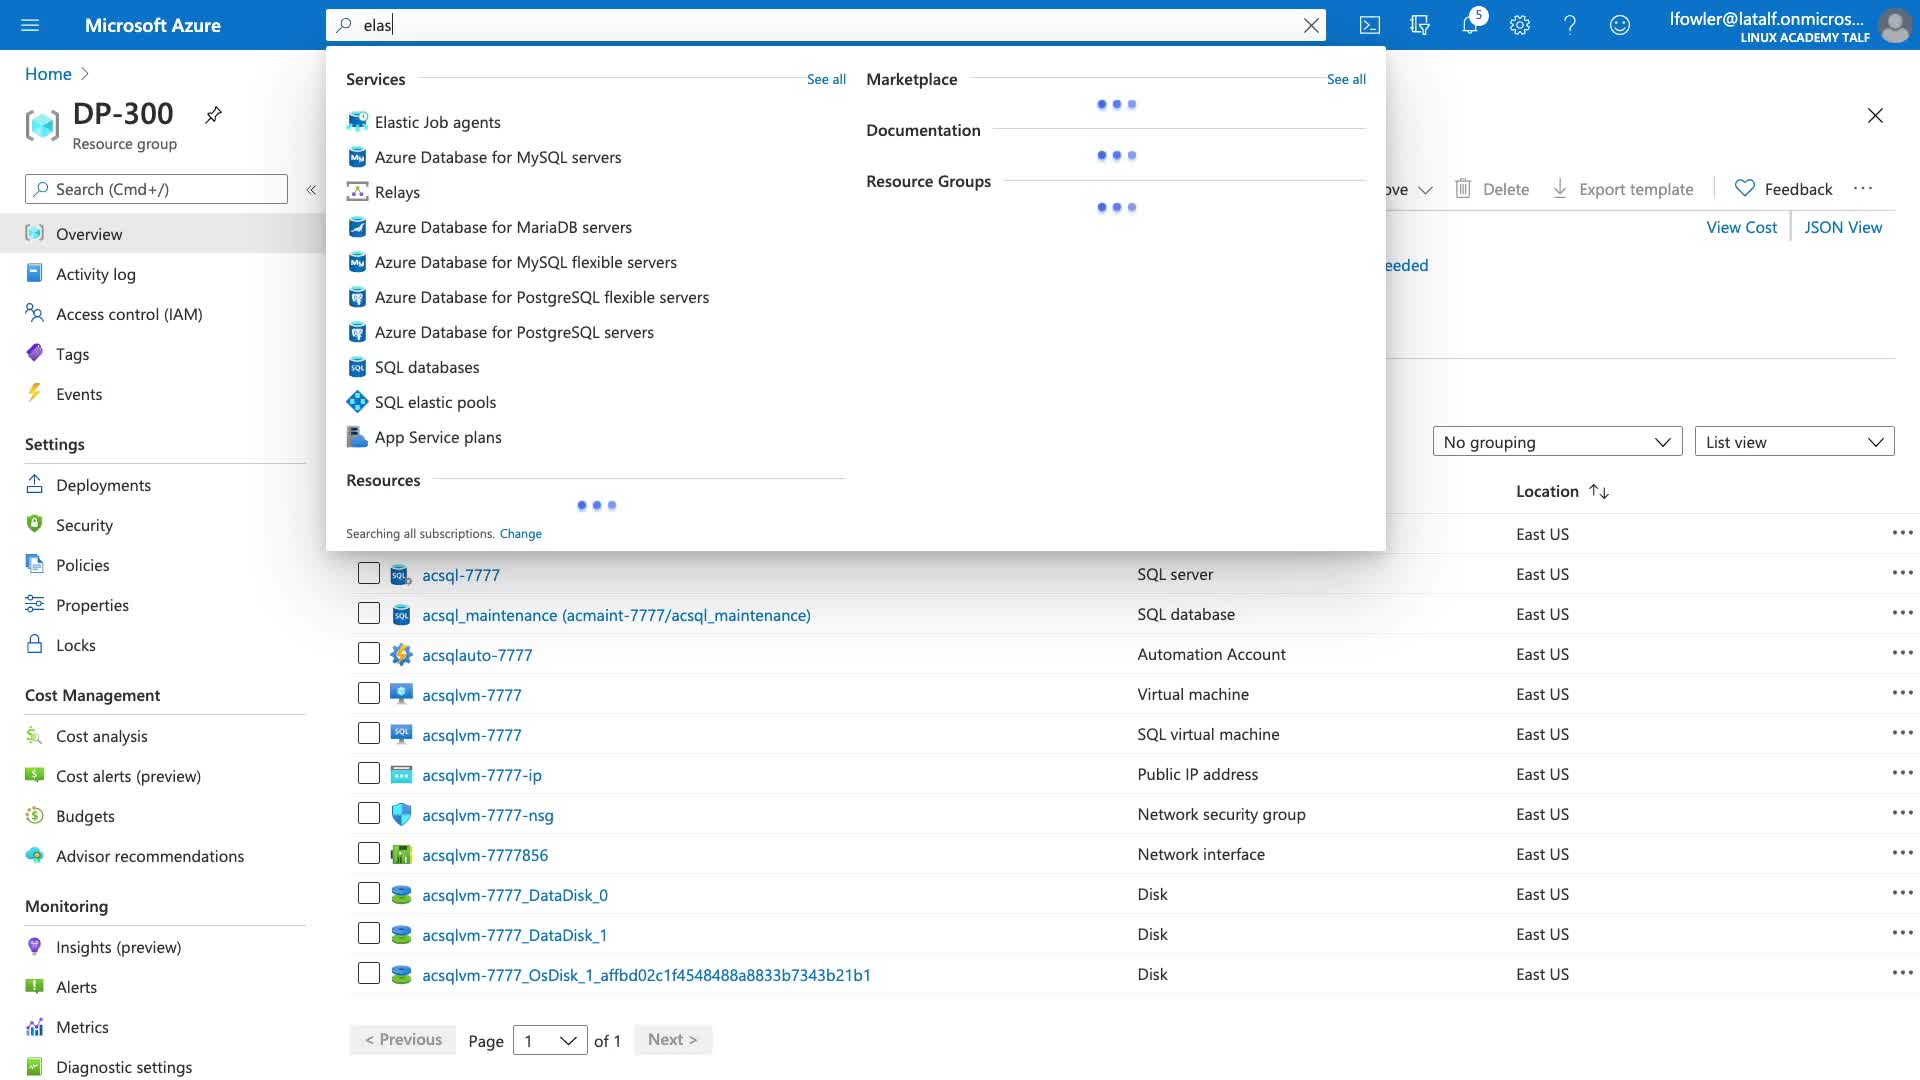 Microsoft Azure
elas
5
lfowler@latalf.onmicros...
LINUX ACADEMY TALF
Home
DP-300
Resource group
Search (Cmd+/)
«
Overview
Activity log
Access control (IAM)
Tags
Events
Settings
Deployments
Security
Policies
Properties
Locks
Cost Management
Cost analysis
Cost alerts (preview)
Budgets
Advisor recommendations
Monitoring
Insights (preview)
Alerts
Metrics
Diagnostic settings
Services
See all
Elastic Job agents
Azure Database for MySQL servers
Relays
Azure Database for MariaDB servers
Azure Database for MySQL flexible servers
Azure Database for PostgreSQL flexible servers
Azure Database for PostgreSQL servers
SQL databases
SQL elastic pools
App Service plans
Resources
Searching all subscriptions. Change
Marketplace
See all
Documentation
Resource Groups
ove
Delete
Export template
Feedback
...
View Cost
JSON View
eeded
No grouping
List view
Location
East US
acsql-7777 SQL server East US
acsql_maintenance (acmaint-7777/acsql_maintenance) SQL database East US
acsqlauto-7777 Automation Account East US
acsqlvm-7777 Virtual machine East US
acsqlvm-7777 SQL virtual machine East US
acsqlvm-7777-ip Public IP address East US
acsqlvm-7777-nsg Network security group East US
acsqlvm-7777856 Network interface East US
acsqlvm-7777_DataDisk_0 Disk East US
acsqlvm-7777_DataDisk_1 Disk East US
acsqlvm-7777_OsDisk_1_affbd02c1f4548488a8833b7343b21b1 Disk East US
< Previous Page 1 of 1 Next >